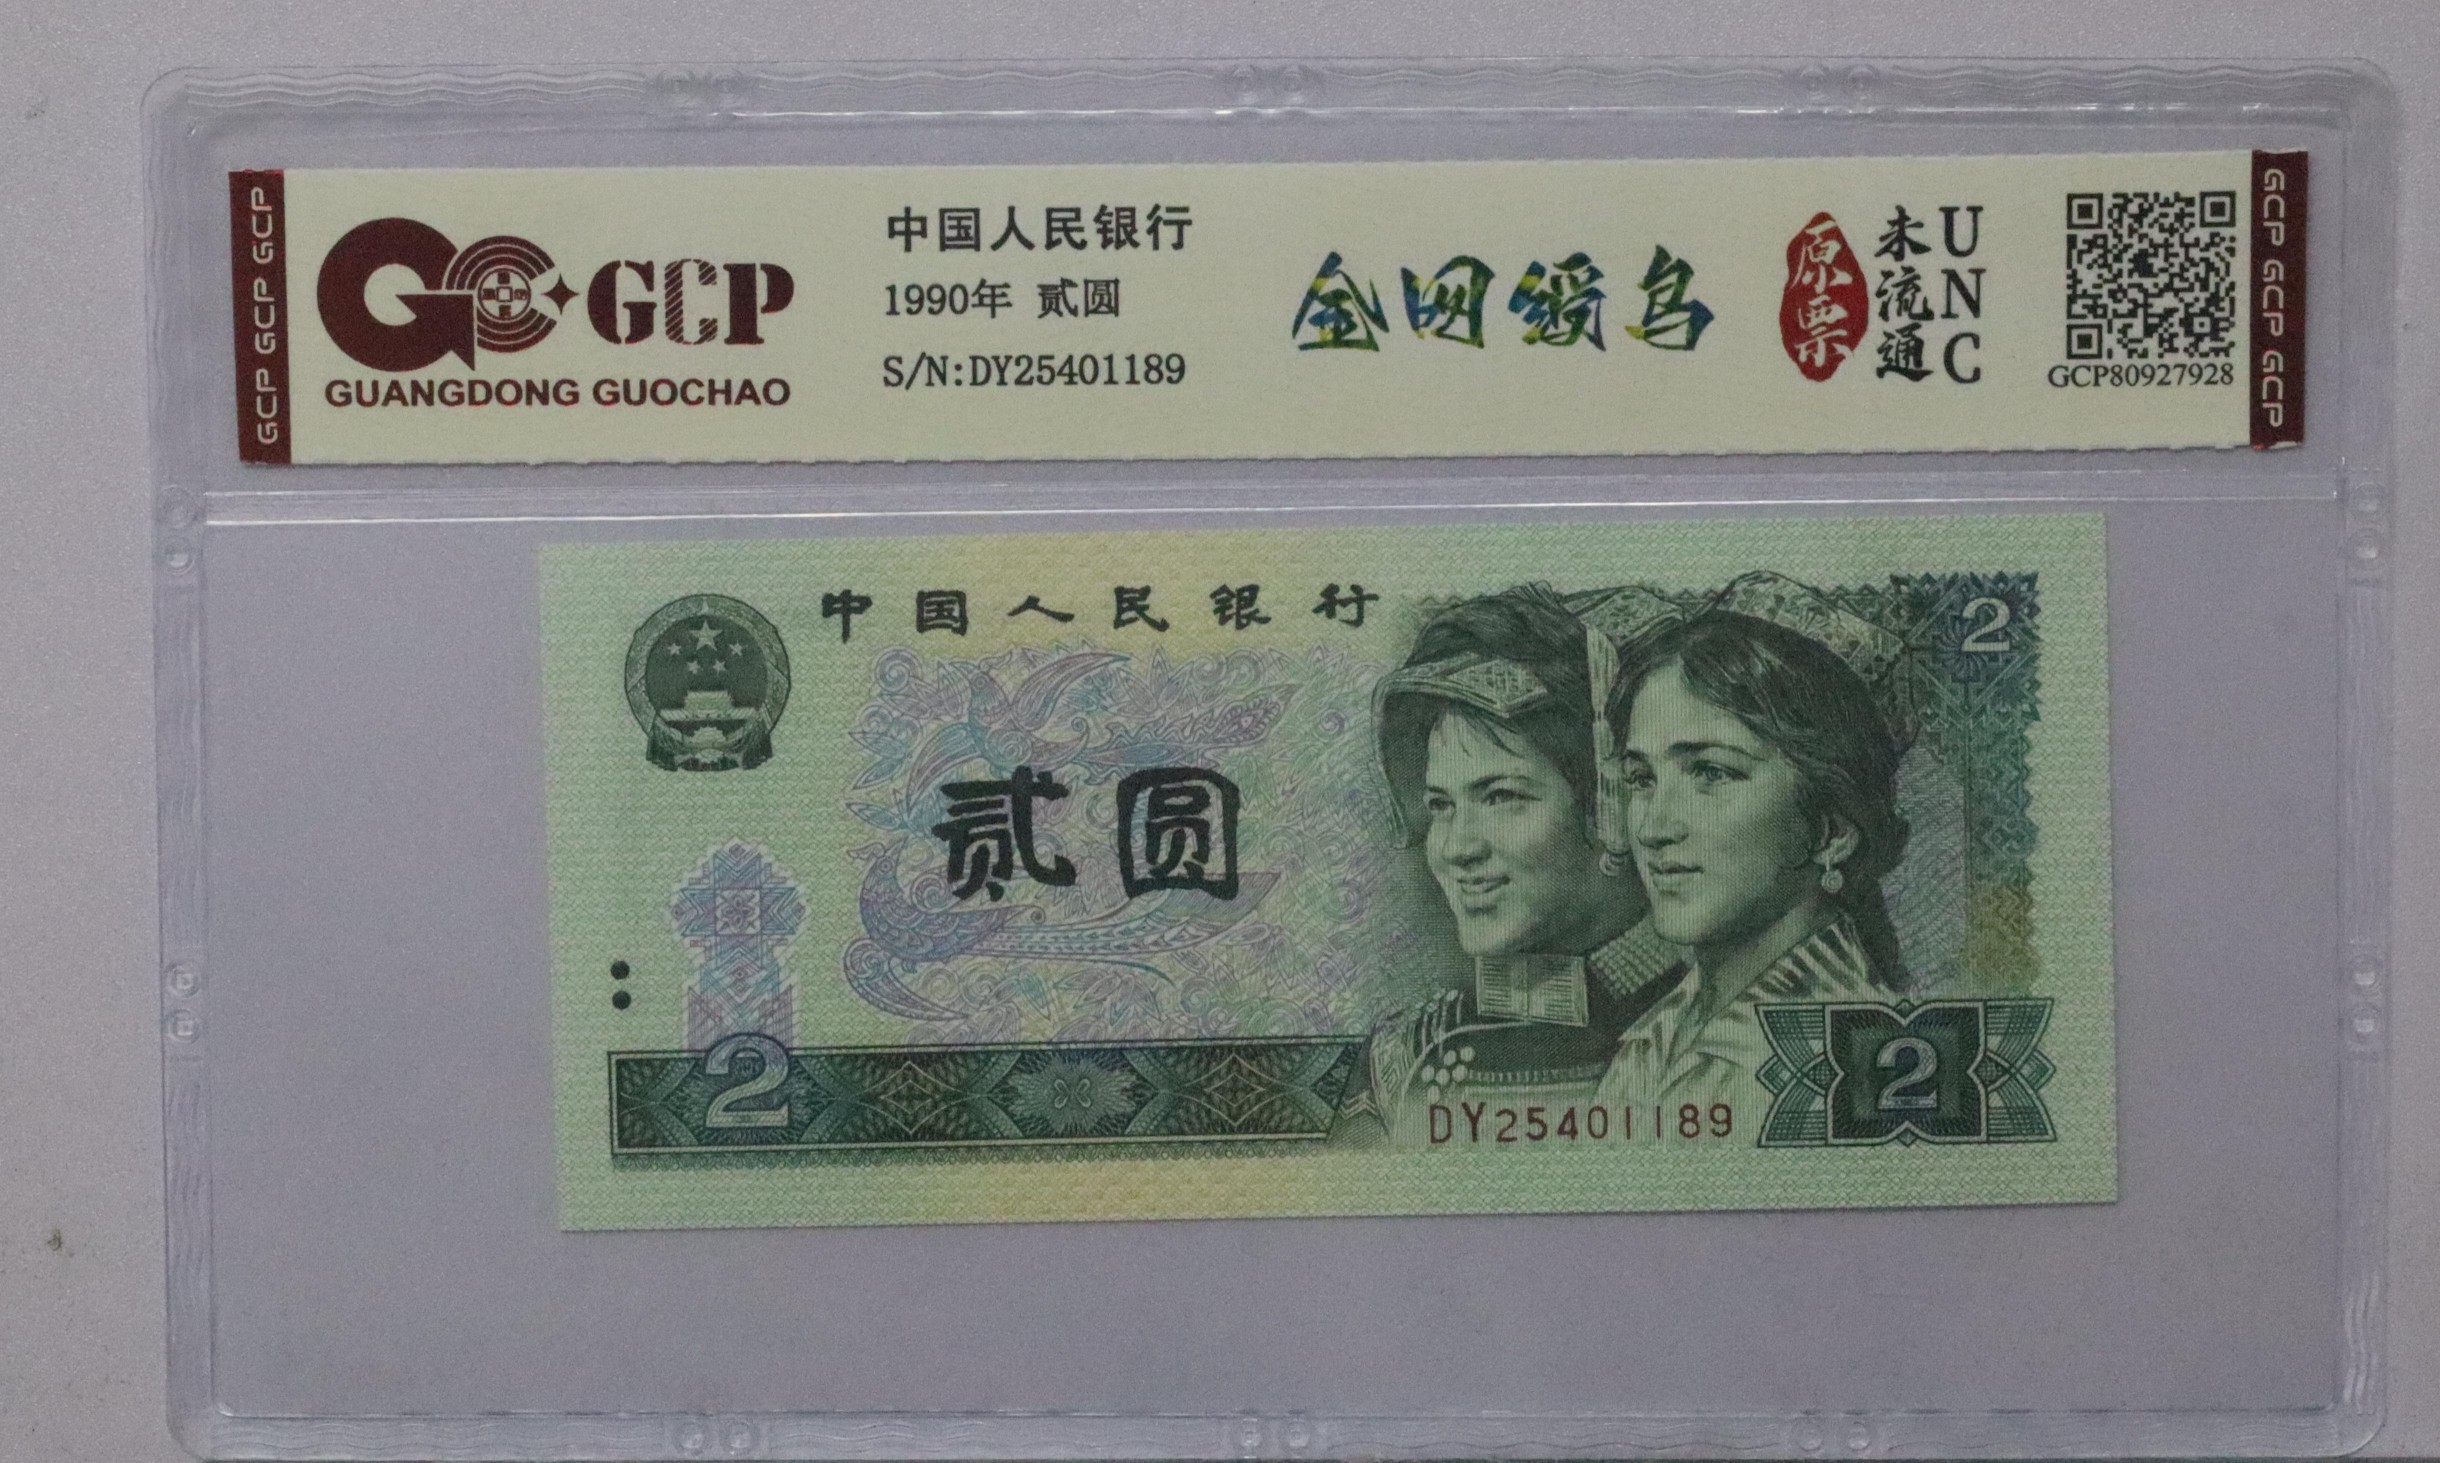 GCP GCP GCP
GCP
GUANGDONG GUOCHAO
中国人民银行
1990年 贰圆
S/N:DY25401189
金网绶鸟
原票
未流通
UNC
GCP80927928
GCP GCP GCP
中国人民银行
2
贰圆
2
2
DY25401189